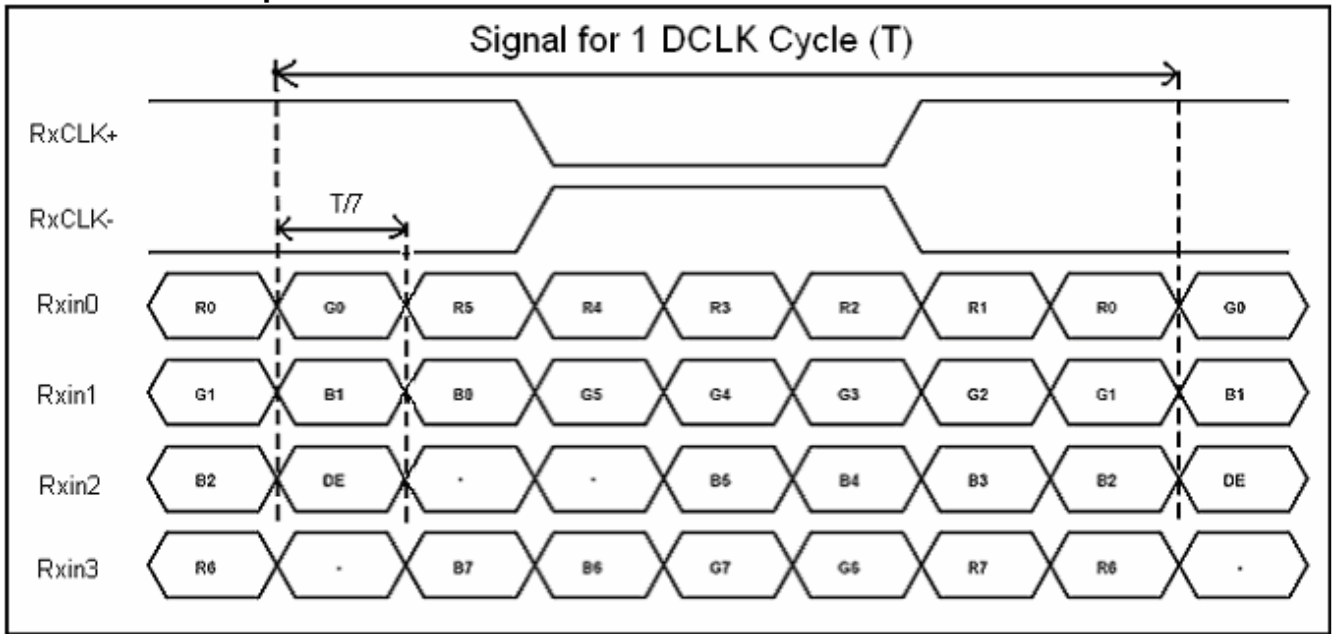 Signal for 1 DCLK Cycle (T)
RxCLK+
RxCLK-
T/7
Rxin0 R0 G0 R5 R4 R3 R2 R1 R0 G0
Rxin1 G1 B1 B0 G5 G4 G3 G2 G1 B1
Rxin2 B2 DE - - B5 B4 B3 B2 DE
Rxin3 R6 - B7 B6 G7 G6 R7 R6 -